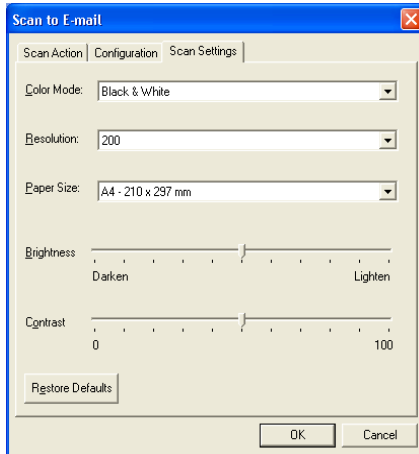 Scan to E-mail
Scan Action Configuration Scan Settings
Color Mode: Black & White
Resolution: 200
Paper Size: A4 - 210 x 297 mm
Brightness
Darken Lighten
Contrast
0 100
Restore Defaults
OK Cancel